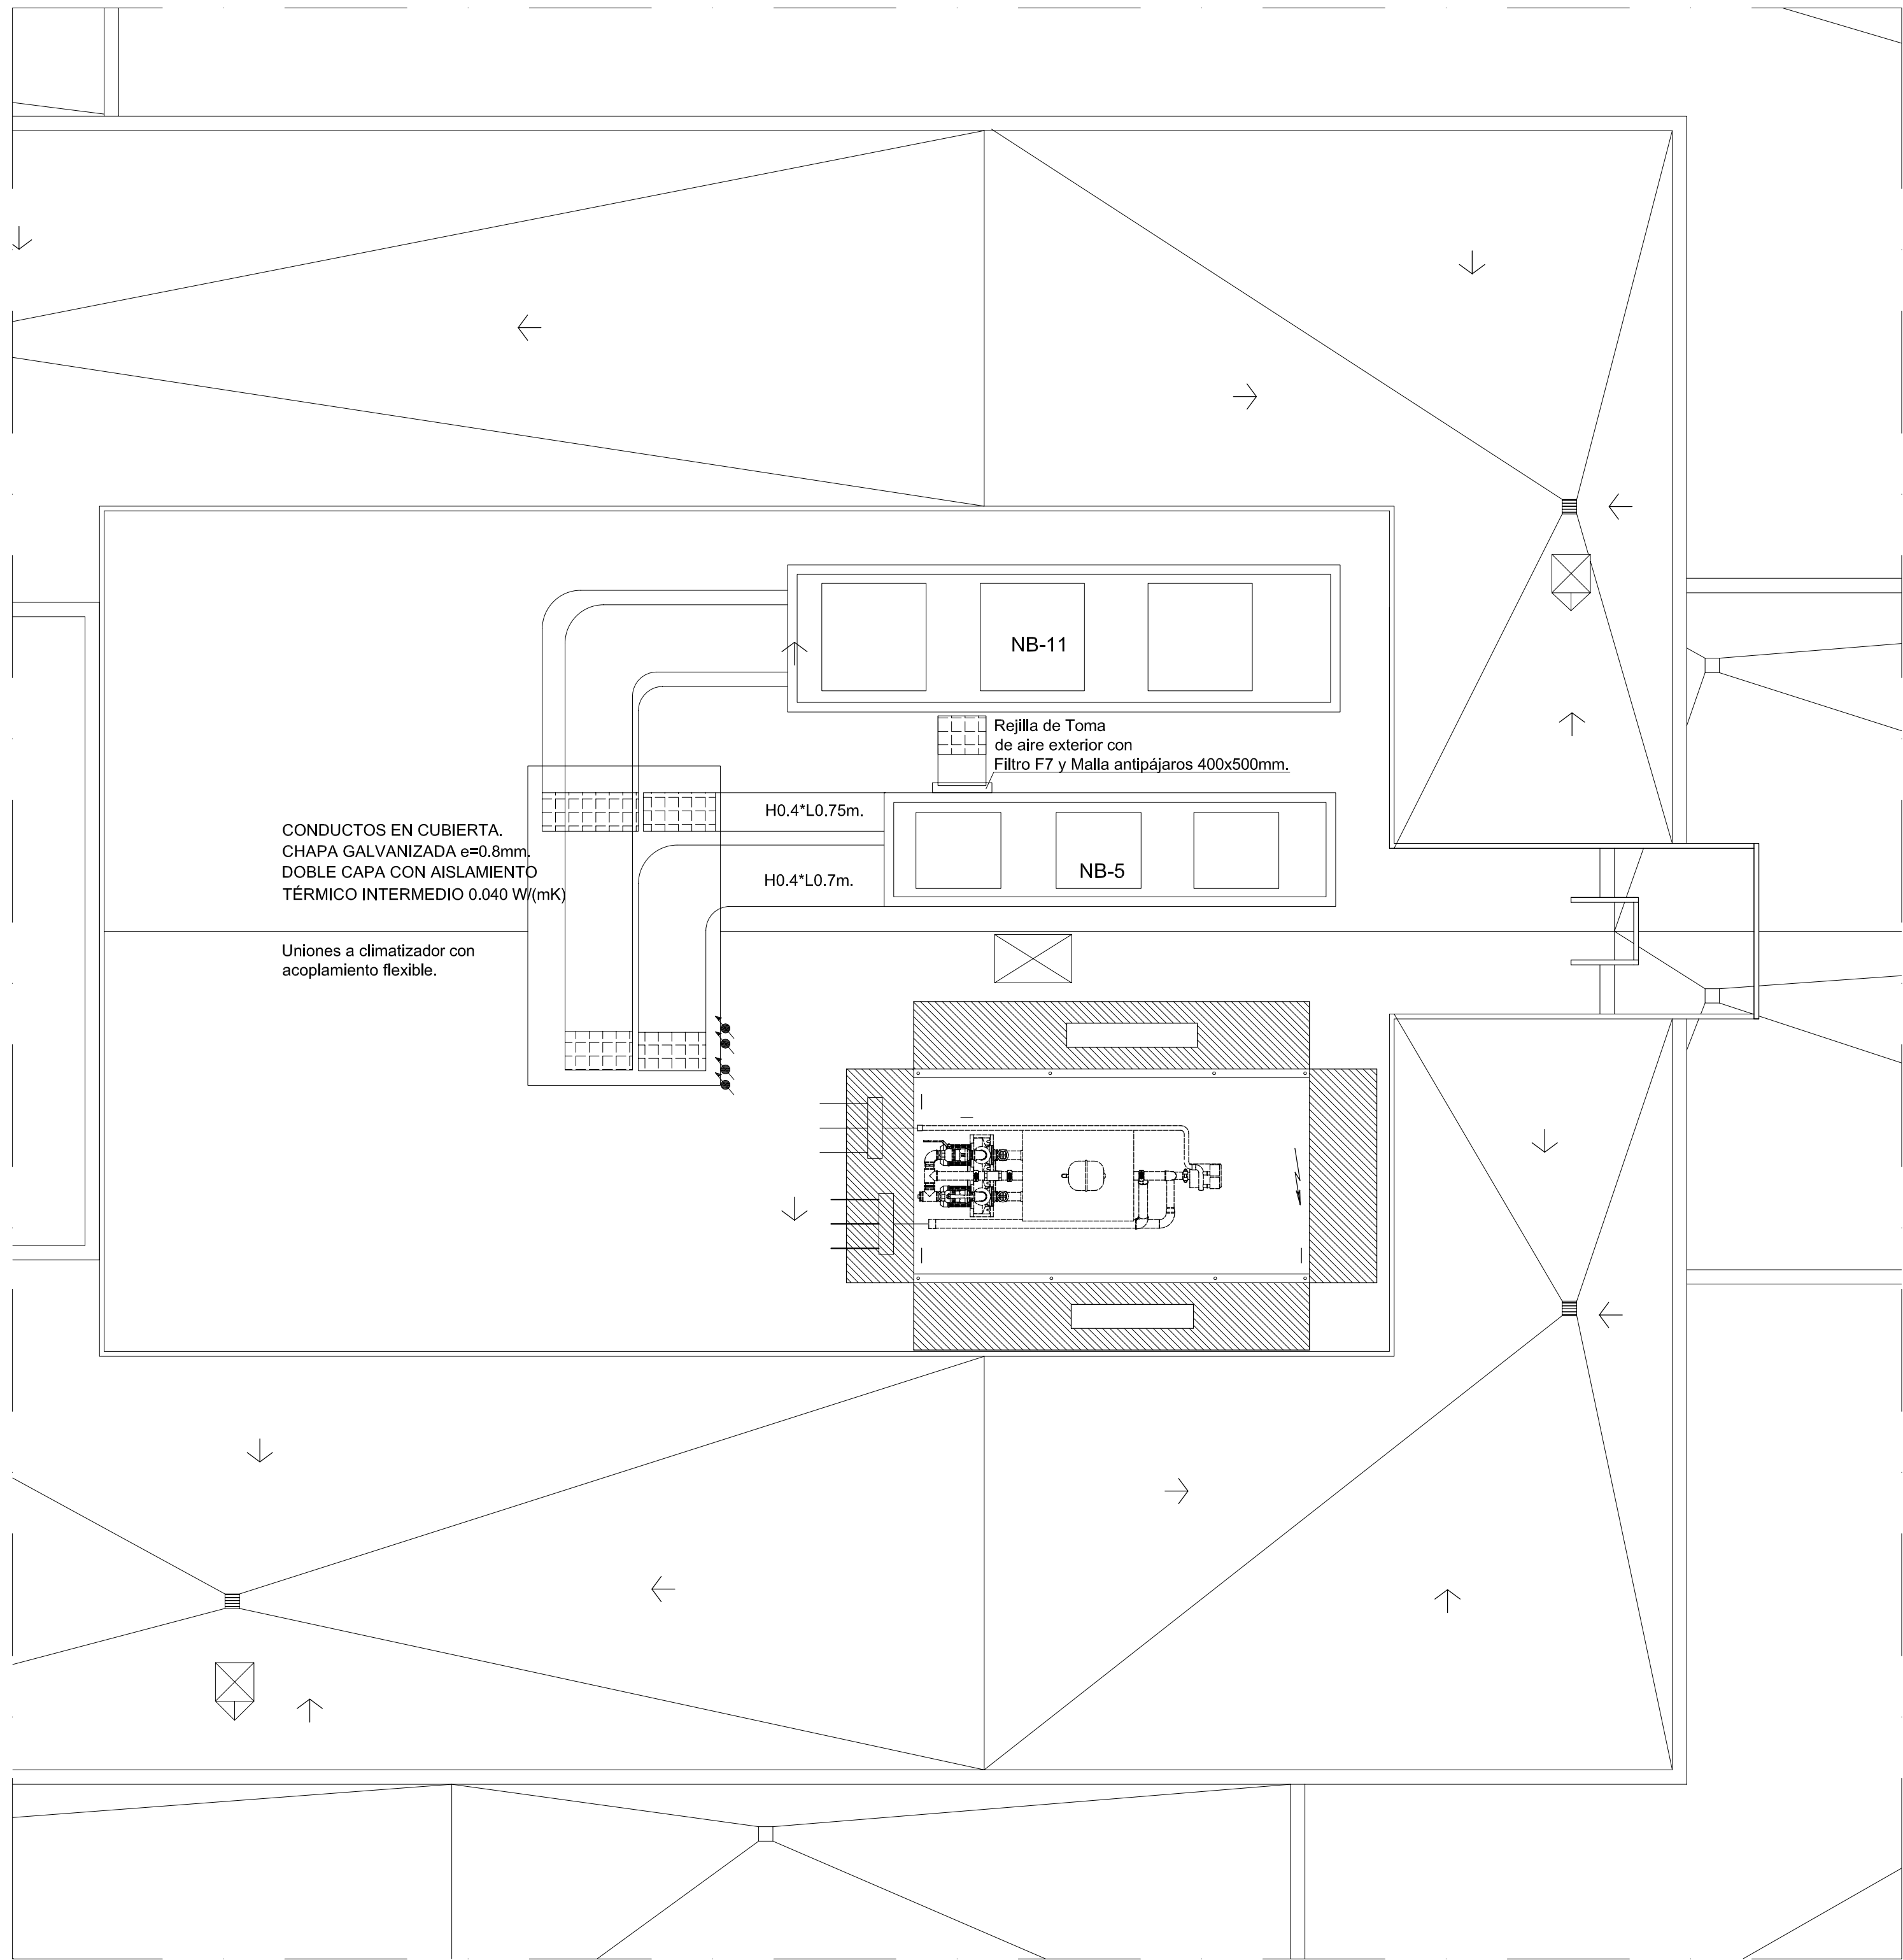 NB-11
Rejilla de Toma
de aire exterior con
Filtro F7 y Malla antipájaros 400x500mm.
H0.4*L0.75m.
CONDUCTOS EN CUBIERTA.
CHAPA GALVANIZADA e=0.8mm.
DOBLE CAPA CON AISLAMIENTO
TÉRMICO INTERMEDIO 0.040 W/(mK)
NB-5
H0.4*L0.7m.
Uniones a climatizador con
acoplamiento flexible.